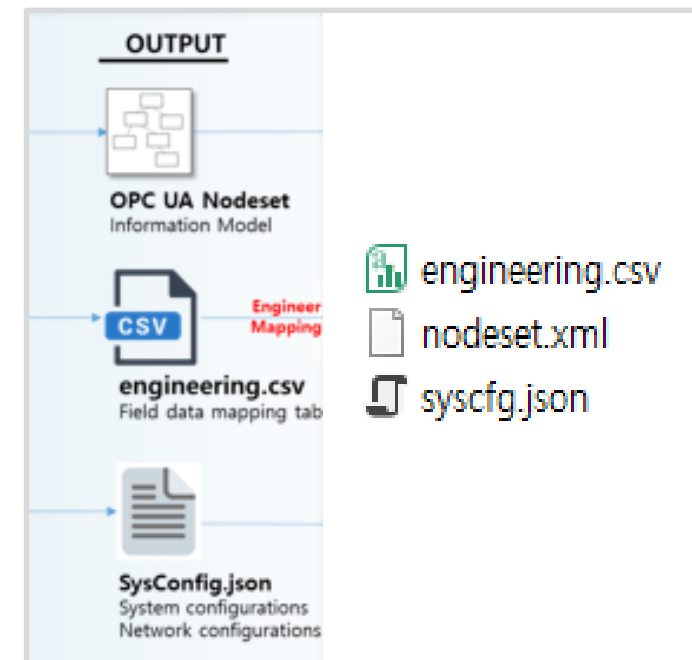 OUTPUT
OPC UA Nodeset
Information Model
CSV
Engineer
Mapping
engineering.csv
Field data mapping tab
SysConfig.json
System configurations
Network configurations
a
engineering.csv
nodeset.xml
syscfg.json